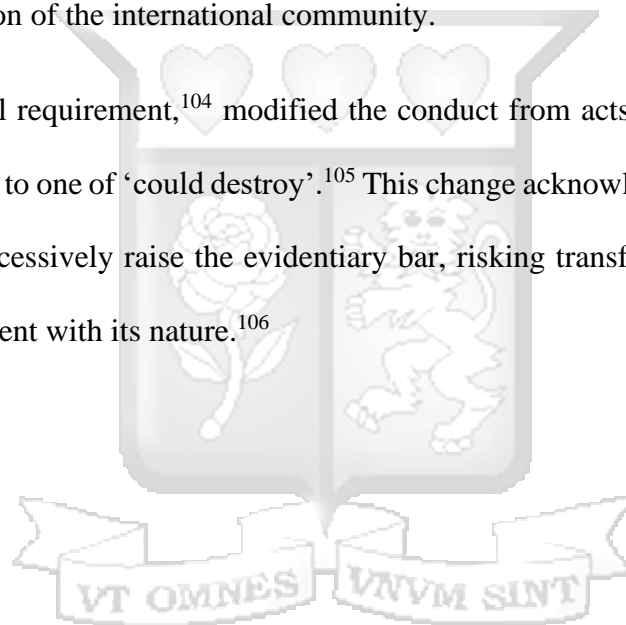 on of the international community.
l requirement,104 modified the conduct from acts
to one of ‘could destroy’.105 This change acknowl
cessively raise the evidentiary bar, risking transf
ent with its nature.106
VT OMNES VNVM SINT